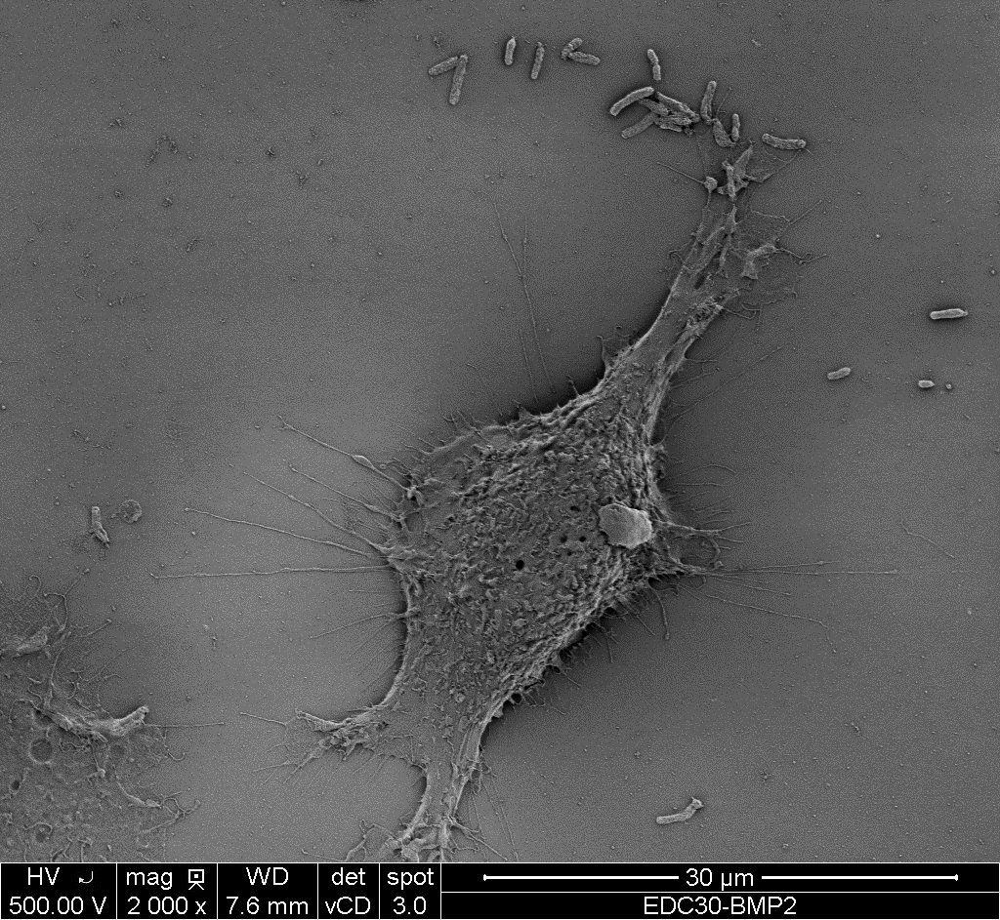 HV mag WD det spot 30 µm
500.00 V 2 000 x 7.6 mm vCD 3.0 EDC30-BMP2